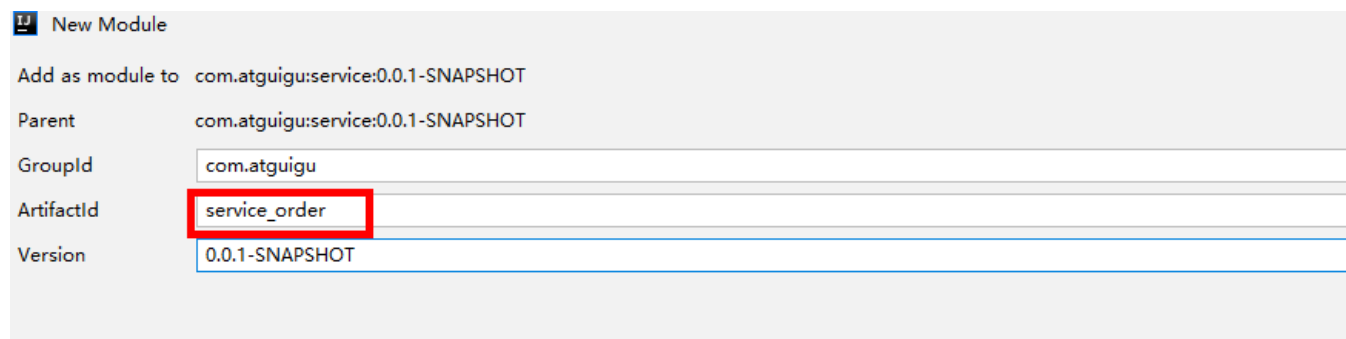 New Module
Add as module to com.atguigu:service:0.0.1-SNAPSHOT
Parent com.atguigu:service:0.0.1-SNAPSHOT
GroupId com.atguigu
ArtifactId service_order
Version 0.0.1-SNAPSHOT